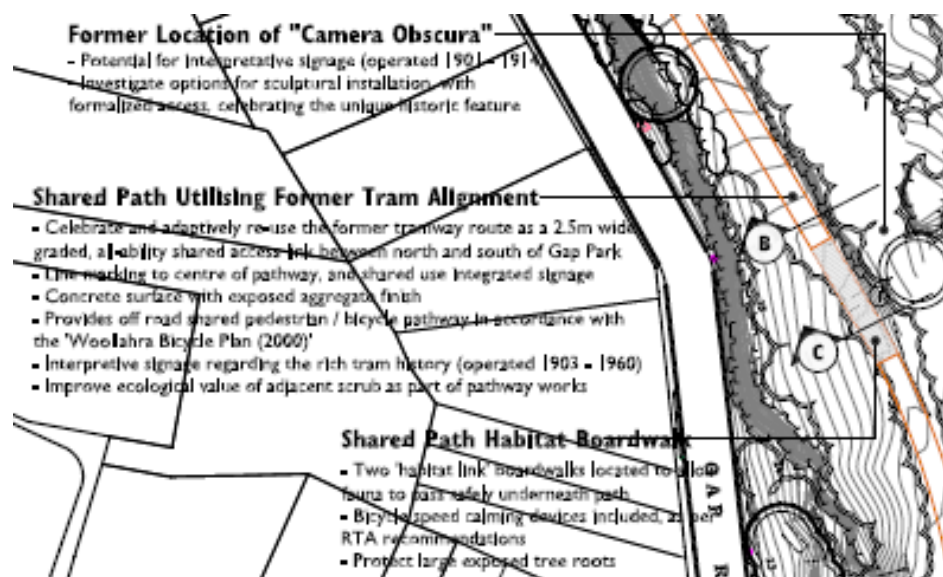 Former Location of "Camera Obscura"
- Potential for interpretative signage (operated 1901 - 1914)
- Investigate options for sculptural installation, with
formalized access, celebrating the unique historic feature
Shared Path Utilising Former Tram Alignment
- Celebrate and adaptively re-use the former tramway route as a 2.5m wide
graded, all-ability shared access link between north and south of Gap Park
- Line marking to centre of pathway, and shared use integrated signage
- Concrete surface with exposed aggregate finish
- Provides off road shared pedestrian / bicycle pathway in accordance with
the 'Woollahra Bicycle Plan (2000)'
- Interpretive signage regarding the rich tram history (operated 1903 - 1960)
- Improve ecological value of adjacent scrub as part of pathway works
Shared Path Habitat Boardwalk
- Two 'habitat link' boardwalks located to allow
fauna to pass safely underneath path
- Bicycle speed calming devices included, as per
RTA recommendations
- Protect large exposed tree roots
B
C
GAP R